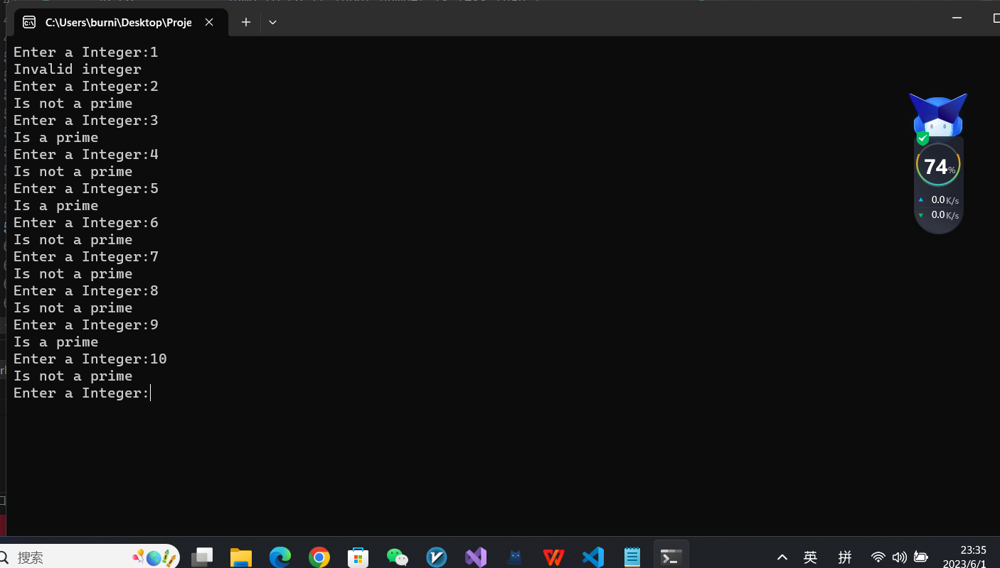 C:\Users\burni\Desktop\Proje
Enter a Integer:1
Invalid integer
Enter a Integer:2
Is not a prime
Enter a Integer:3
Is a prime
Enter a Integer:4
Is not a prime
Enter a Integer:5
Is a prime
Enter a Integer:6
Is not a prime
Enter a Integer:7
Is not a prime
Enter a Integer:8
Is not a prime
Enter a Integer:9
Is a prime
Enter a Integer:10
Is not a prime
Enter a Integer:
74%
0.0 K/s
0.0 K/s
搜索
英
拼
23:35
2023/6/1